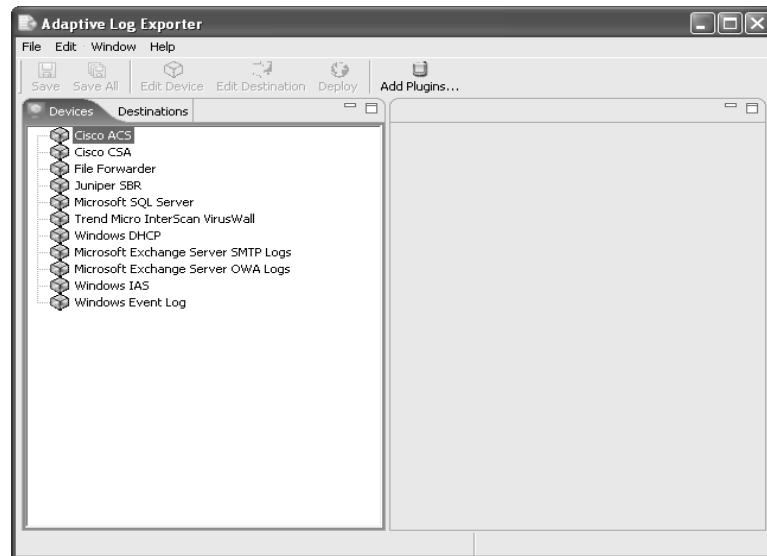 Adaptive Log Exporter
File Edit Window Help
Save Save All Edit Device Edit Destination Deploy Add Plugins...
Devices Destinations
Cisco ACS
Cisco CSA
File Forwarder
Juniper SBR
Microsoft SQL Server
Trend Micro InterScan VirusWall
Windows DHCP
Microsoft Exchange Server SMTP Logs
Microsoft Exchange Server OWA Logs
Windows IAS
Windows Event Log